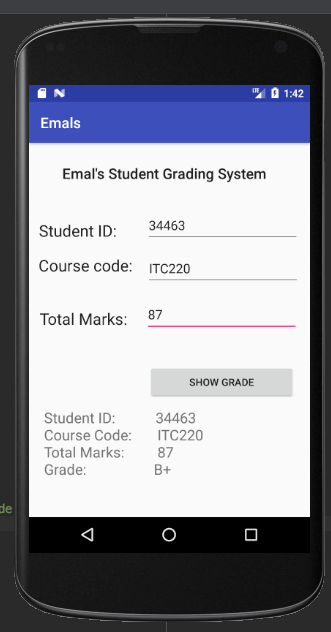 1:42
Emals
Emal's Student Grading System
Student ID: 34463
Course code: ITC220
Total Marks: 87
SHOW GRADE
Student ID: 34463
Course Code: ITC220
Total Marks: 87
Grade: B+
de